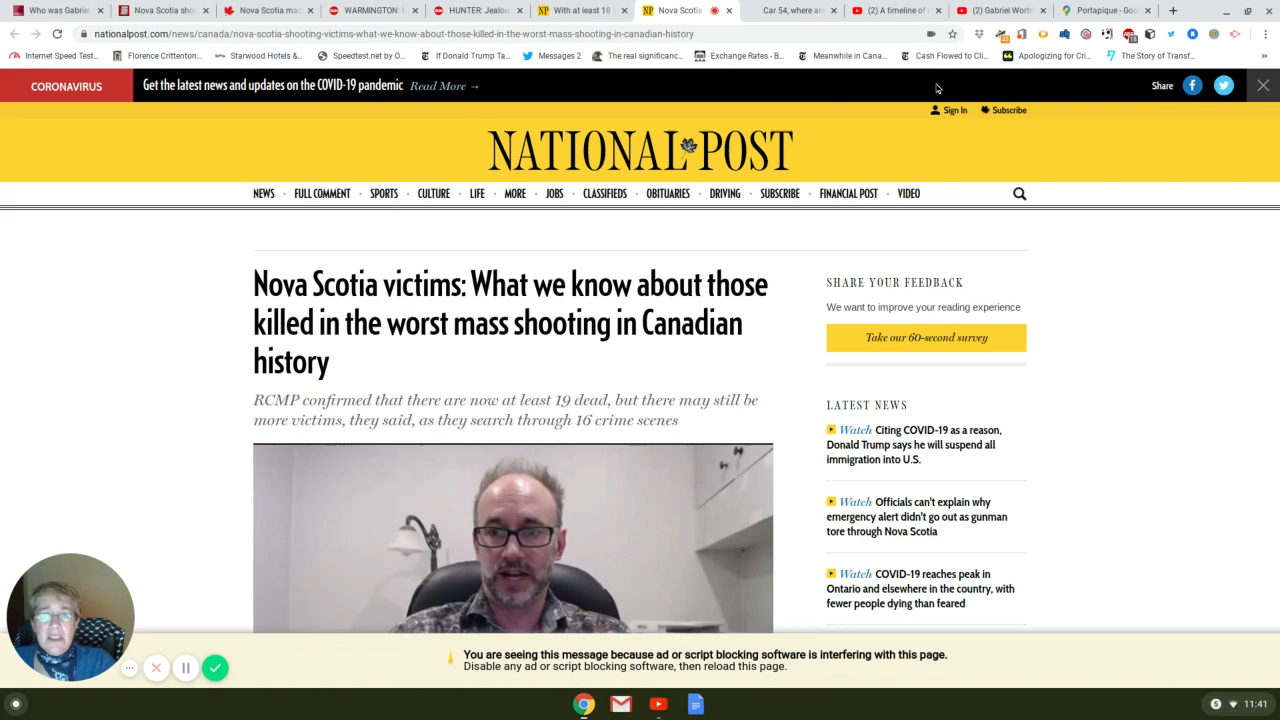 Who was Gabriel
Nova Scotia sho
Nova Scotia mas
WARMINGTON:
HUNTER: Jealou
With at least 18
Nova Scotia
Car 54, where are
(2) A timeline of
(2) Gabriel Wort
Portapique - Goo
nationalpost.com/news/canada/nova-scotia-shooting-victims-what-we-know-about-those-killed-in-the-worst-mass-shooting-in-canadian-history
Internet Speed Test...
Florence Crittenton...
Starwood Hotels &...
Speedtest.net by O...
If Donald Trump Ta...
Messages 2
The real significanc...
Exchange Rates - B...
Meanwhile in Cana...
Cash Flowed to Cli...
Apologizing for Cri...
The Story of Transf...
CORONAVIRUS
Get the latest news and updates on the COVID-19 pandemic Read More →
Share
Sign In
Subscribe
NATIONAL POST
NEWS • FULL COMMENT • SPORTS • CULTURE • LIFE • MORE • JOBS • CLASSIFIEDS • OBITUARIES • DRIVING • SUBSCRIBE • FINANCIAL POST • VIDEO
Nova Scotia victims: What we know about those
killed in the worst mass shooting in Canadian
history
RCMP confirmed that there are now at least 19 dead, but there may still be
more victims, they said, as they search through 16 crime scenes
SHARE YOUR FEEDBACK
We want to improve your reading experience
Take our 60-second survey
LATEST NEWS
Watch Citing COVID-19 as a reason,
Donald Trump says he will suspend all
immigration into U.S.
Watch Officials can't explain why
emergency alert didn't go out as gunman
tore through Nova Scotia
Watch COVID-19 reaches peak in
Ontario and elsewhere in the country, with
fewer people dying than feared
You are seeing this message because ad or script blocking software is interfering with this page.
Disable any ad or script blocking software, then reload this page.
5
11:41